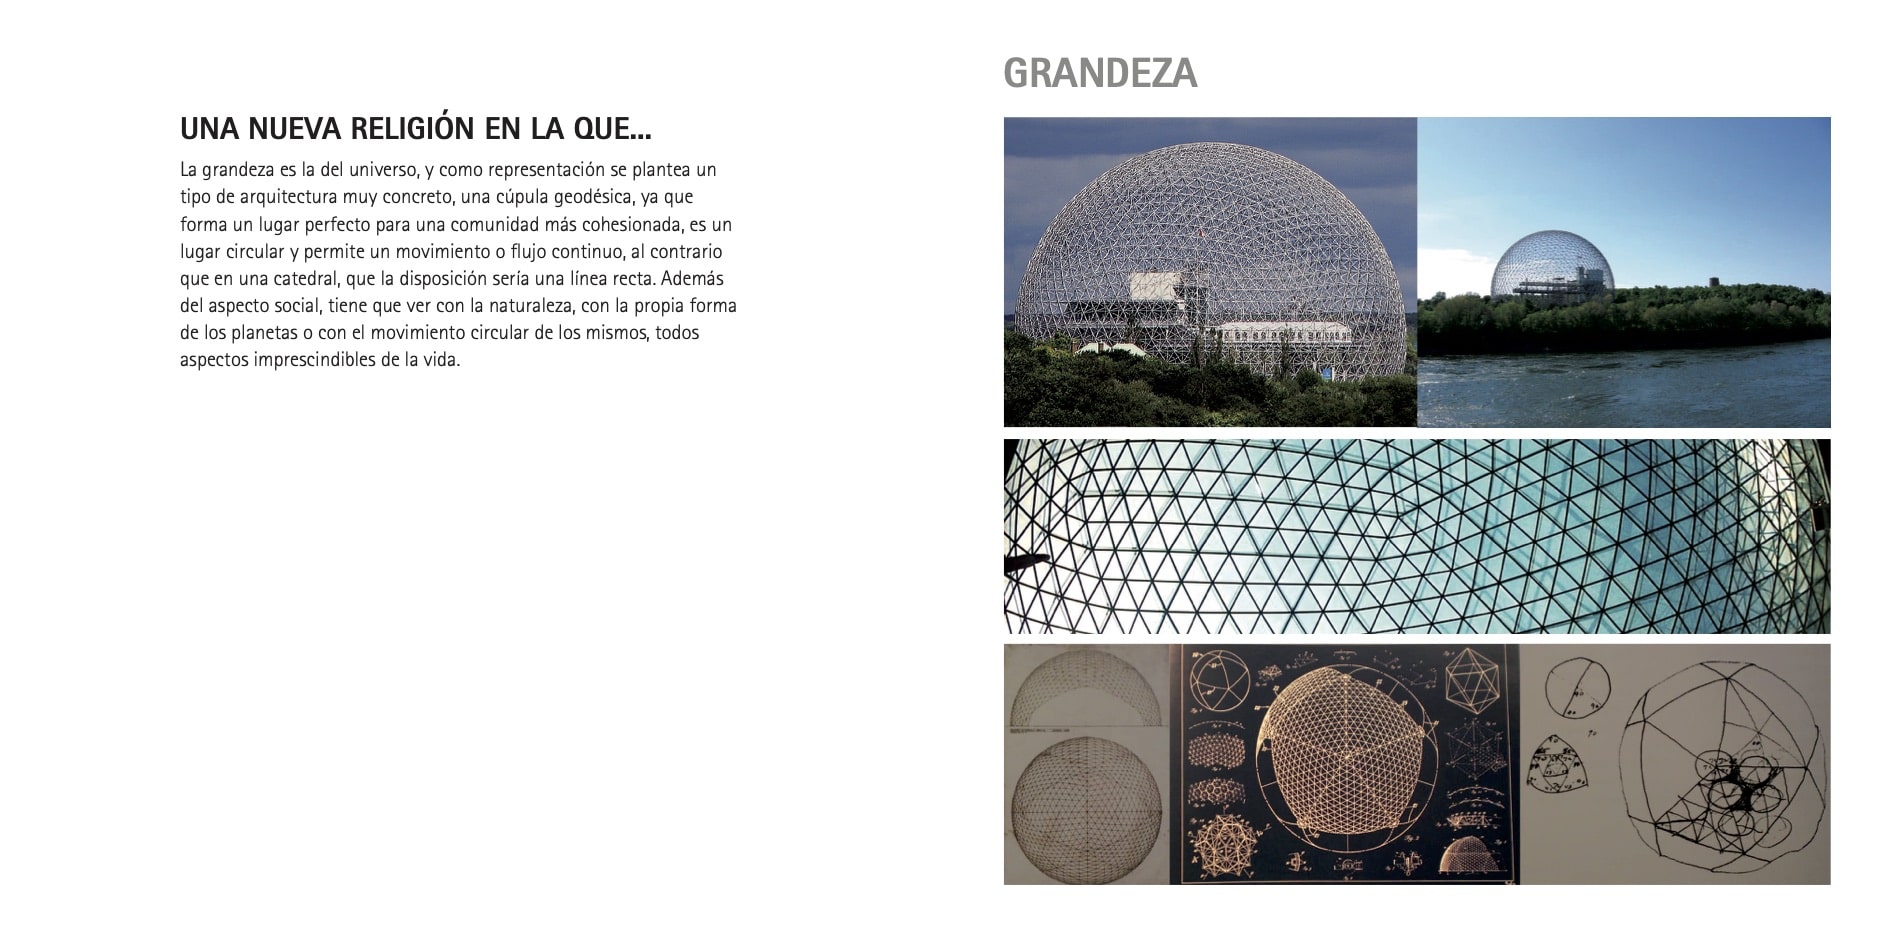 UNA NUEVA RELIGIÓN EN LA QUE...
La grandeza es la del universo, y como representación se plantea un
tipo de arquitectura muy concreto, una cúpula geodésica, ya que
forma un lugar perfecto para una comunidad más cohesionada, es un
lugar circular y permite un movimiento o flujo continuo, al contrario
que en una catedral, que la disposición sería una línea recta. Además
del aspecto social, tiene que ver con la naturaleza, con la propia forma
de los planetas o con el movimiento circular de los mismos, todos
aspectos imprescindibles de la vida.
GRANDEZA